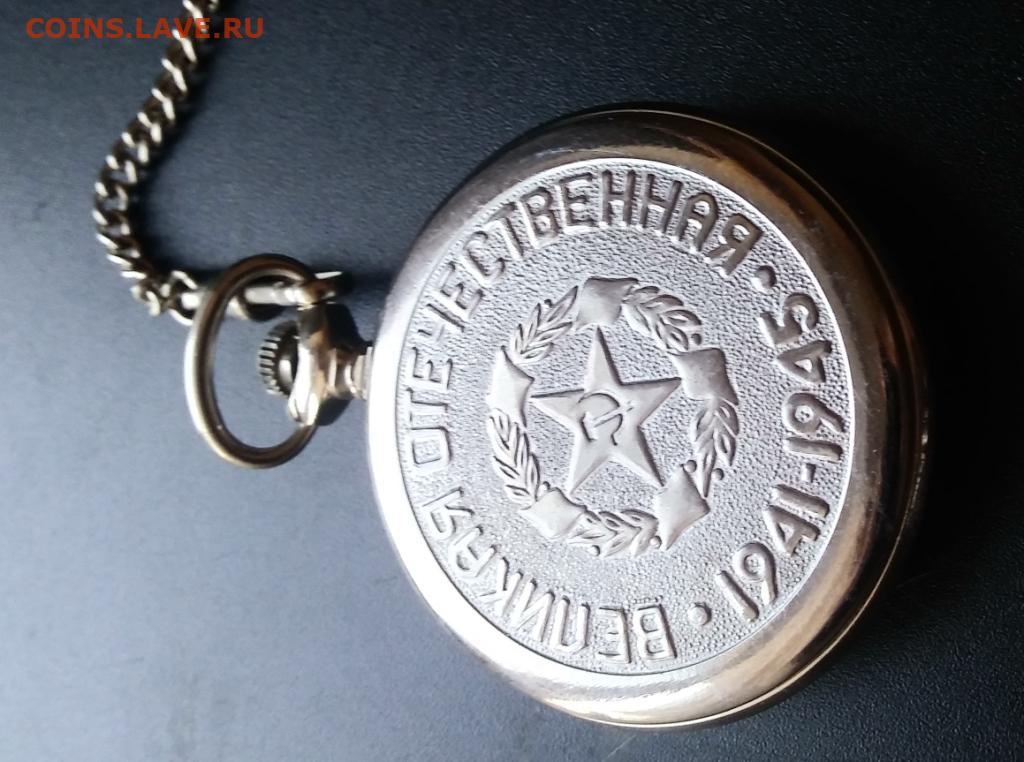 COINS.LAVE.RU
ВЕЛИКАЯ ОТЕЧЕСТВЕННАЯ
• 1941-1945 •